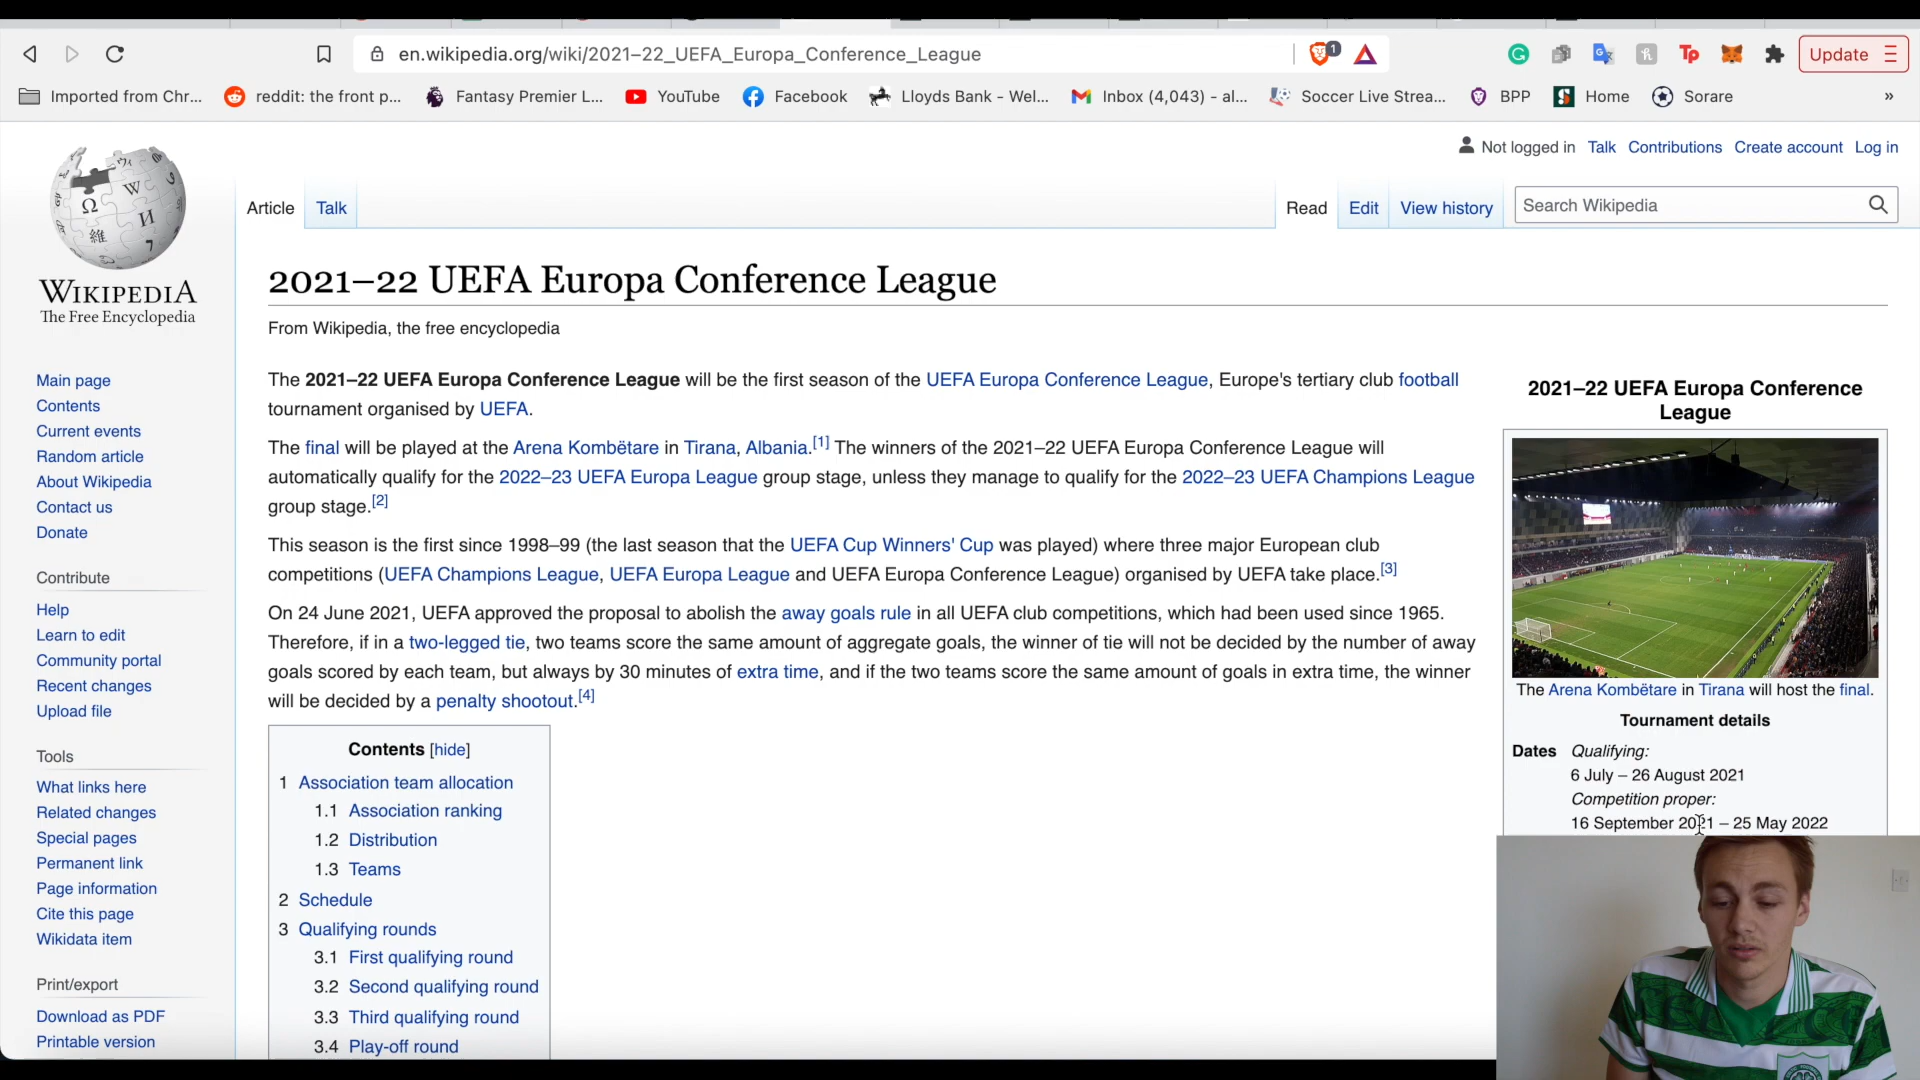 en.wikipedia.org/wiki/2021–22_UEFA_Europa_Conference_League
1
Update
Imported from Chr...
reddit: the front p...
Fantasy Premier L...
YouTube
Facebook
Lloyds Bank - Wel...
Inbox (4,043) - al...
Soccer Live Strea...
BPP
Home
Sorare
»
Not logged in Talk Contributions Create account Log in
Article Talk
Read Edit View history
Search Wikipedia
WIKIPEDIA
The Free Encyclopedia
Main page
Contents
Current events
Random article
About Wikipedia
Contact us
Donate
Contribute
Help
Learn to edit
Community portal
Recent changes
Upload file
Tools
What links here
Related changes
Special pages
Permanent link
Page information
Cite this page
Wikidata item
Print/export
Download as PDF
Printable version
2021–22 UEFA Europa Conference League
From Wikipedia, the free encyclopedia
The 2021–22 UEFA Europa Conference League will be the first season of the UEFA Europa Conference League, Europe's tertiary club football
tournament organised by UEFA.
The final will be played at the Arena Kombëtare in Tirana, Albania.[1] The winners of the 2021–22 UEFA Europa Conference League will
automatically qualify for the 2022–23 UEFA Europa League group stage, unless they manage to qualify for the 2022–23 UEFA Champions League
group stage.[2]
This season is the first since 1998–99 (the last season that the UEFA Cup Winners' Cup was played) where three major European club
competitions (UEFA Champions League, UEFA Europa League and UEFA Europa Conference League) organised by UEFA take place.[3]
On 24 June 2021, UEFA approved the proposal to abolish the away goals rule in all UEFA club competitions, which had been used since 1965.
Therefore, if in a two-legged tie, two teams score the same amount of aggregate goals, the winner of tie will not be decided by the number of away
goals scored by each team, but always by 30 minutes of extra time, and if the two teams score the same amount of goals in extra time, the winner
will be decided by a penalty shootout.[4]
Contents [hide]
1 Association team allocation
1.1 Association ranking
1.2 Distribution
1.3 Teams
2 Schedule
3 Qualifying rounds
3.1 First qualifying round
3.2 Second qualifying round
3.3 Third qualifying round
3.4 Play-off round
2021–22 UEFA Europa Conference
League
The Arena Kombëtare in Tirana will host the final.
Tournament details
Dates Qualifying:
6 July – 26 August 2021
Competition proper:
16 September 2021 – 25 May 2022